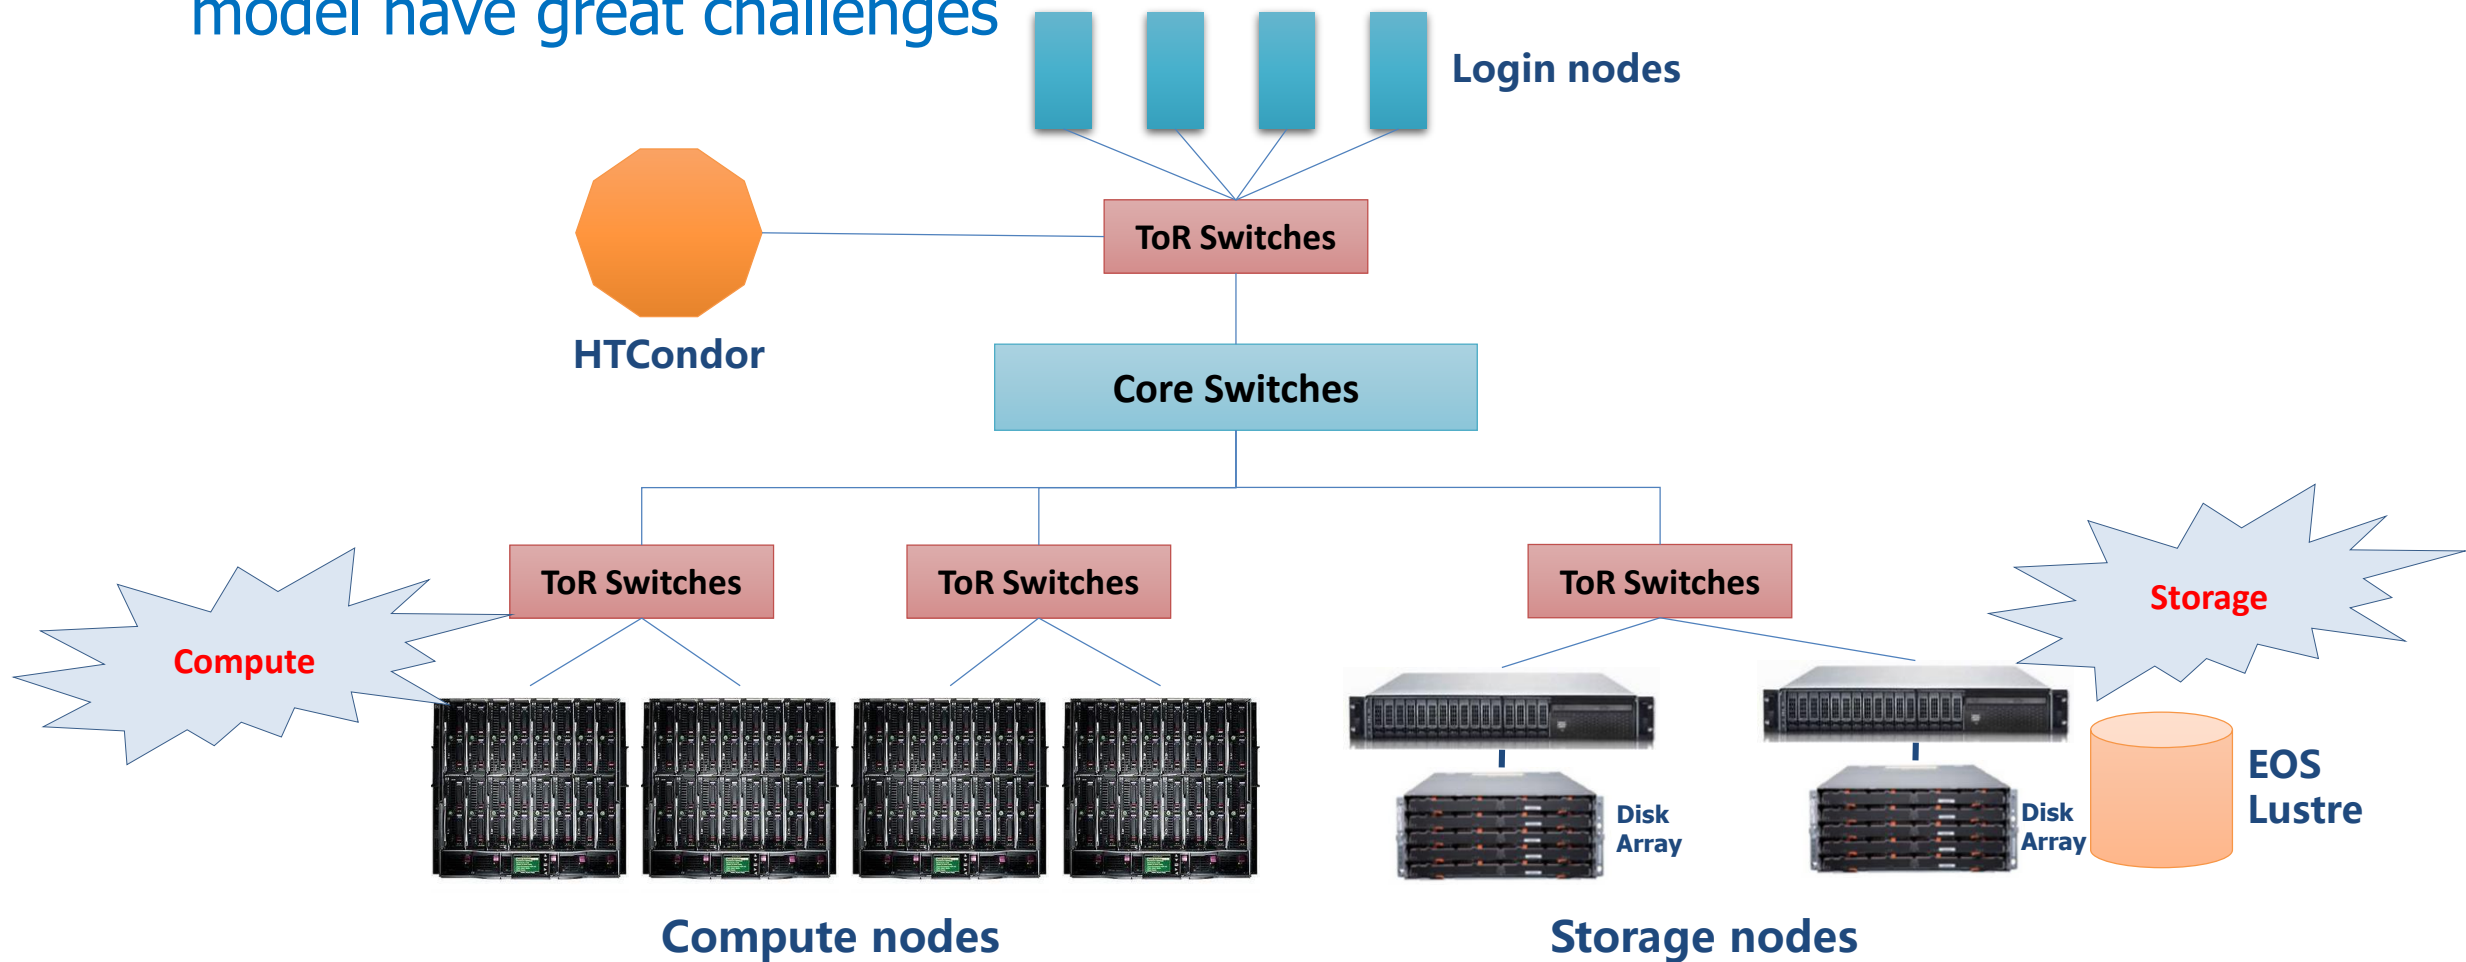 model have great challenges
Login nodes
ToR Switches
HTCondor
Core Switches
ToR Switches
ToR Switches
ToR Switches
Storage
Compute
EOS
Lustre
Disk
Array
Disk
Array
Compute nodes
Storage nodes